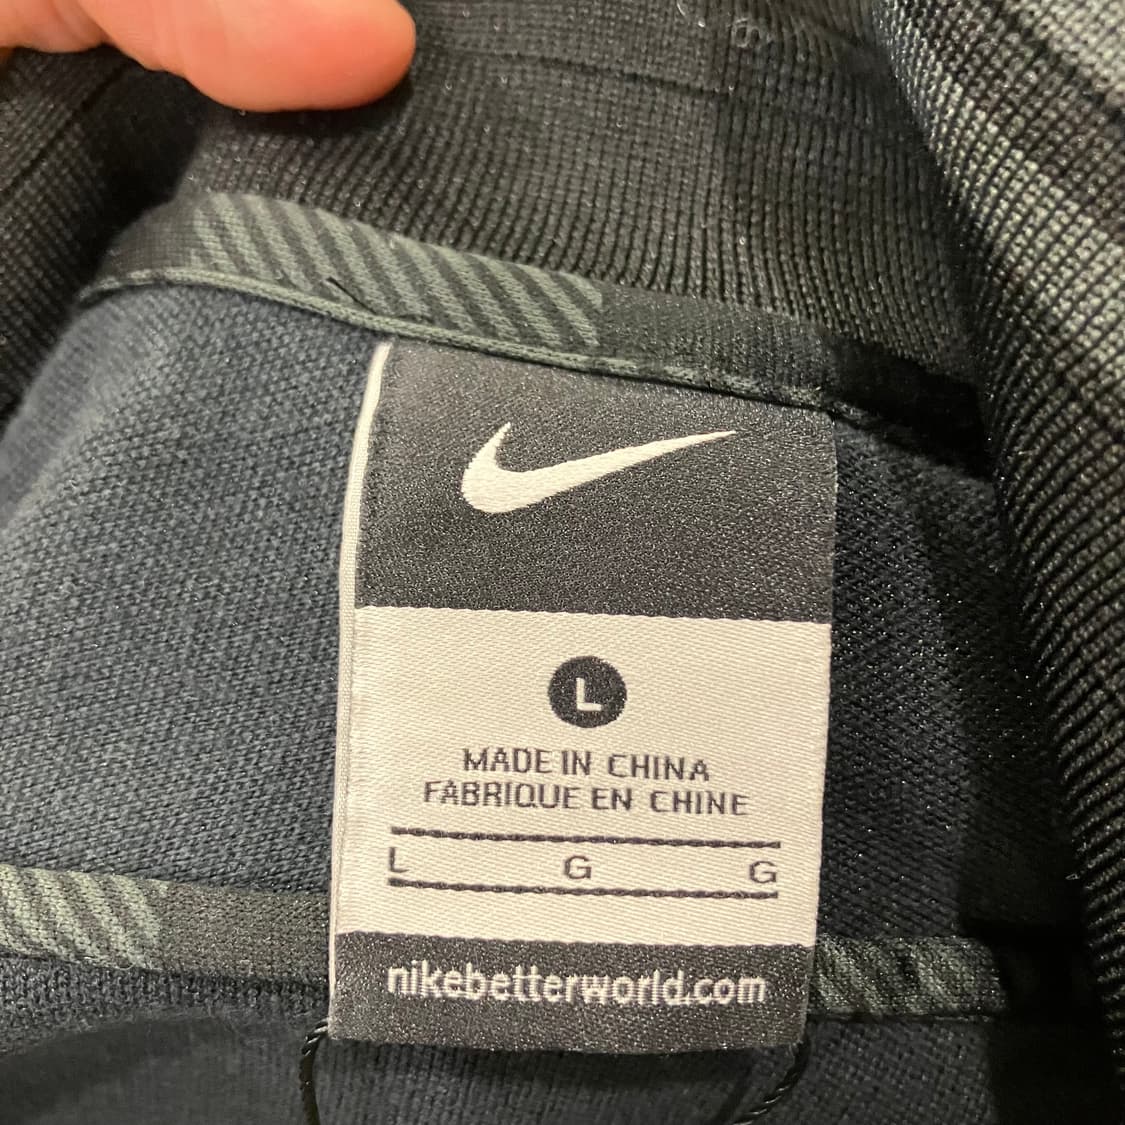 L
MADE IN CHINA
FABRIQUE EN CHINE
L G G
nikebetterworld.com